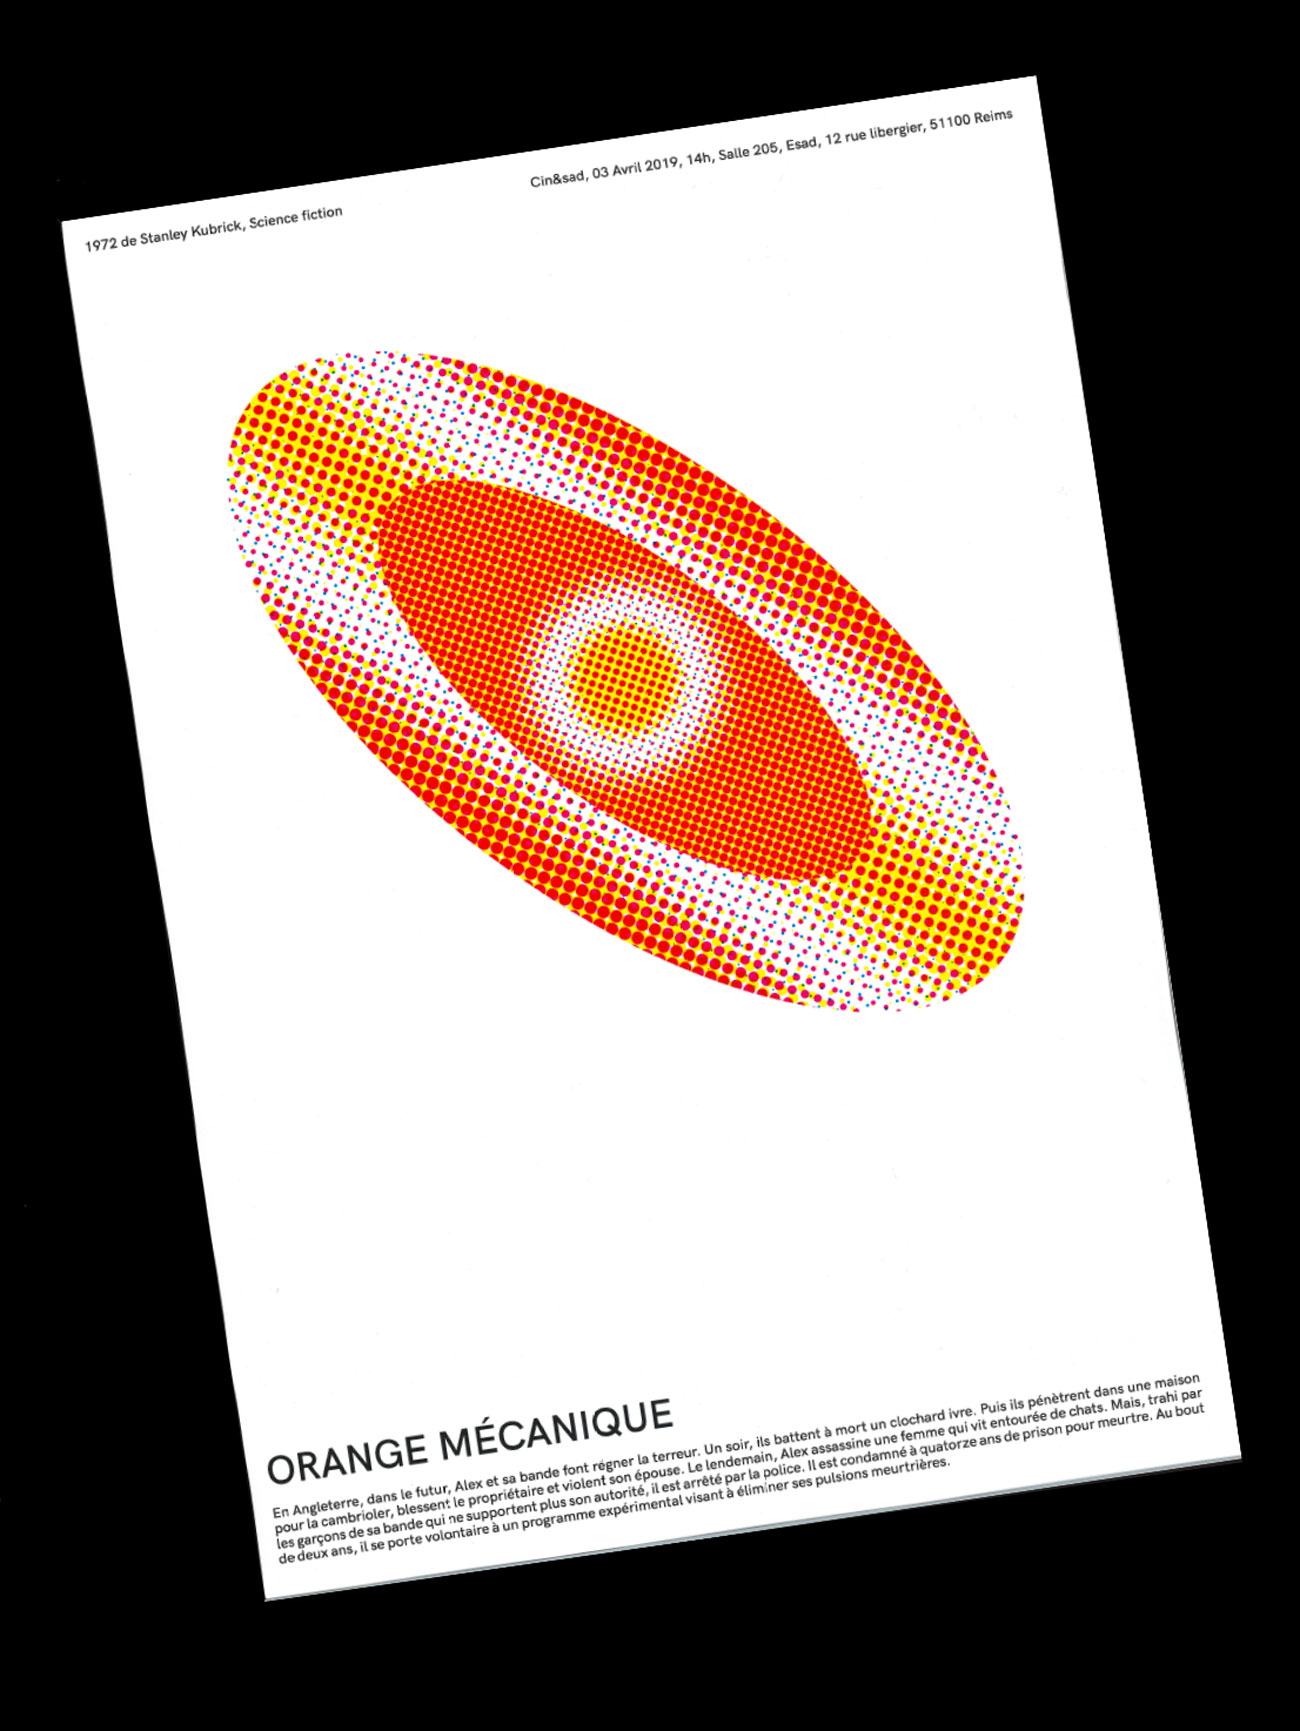 Cin&sad, 03 Avril 2019, 14h, Salle 205, Esad, 12 rue libergier, 51100 Reims
1972 de Stanley Kubrick, Science fiction
ORANGE MÉCANIQUE
En Angleterre, dans le futur, Alex et sa bande font régner la terreur. Un soir, ils battent à mort un clochard ivre. Puis ils pénètrent dans une maison
pour la cambrioler, blessent le propriétaire et violent son épouse. Le lendemain, Alex assassine une femme qui vit entourée de chats. Mais, trahi par
les garçons de sa bande qui ne supportent plus son autorité, il est arrêté par la police. Il est condamné à quatorze ans de prison pour meurtre. Au bout
de deux ans, il se porte volontaire à un programme expérimental visant à éliminer ses pulsions meurtrières.